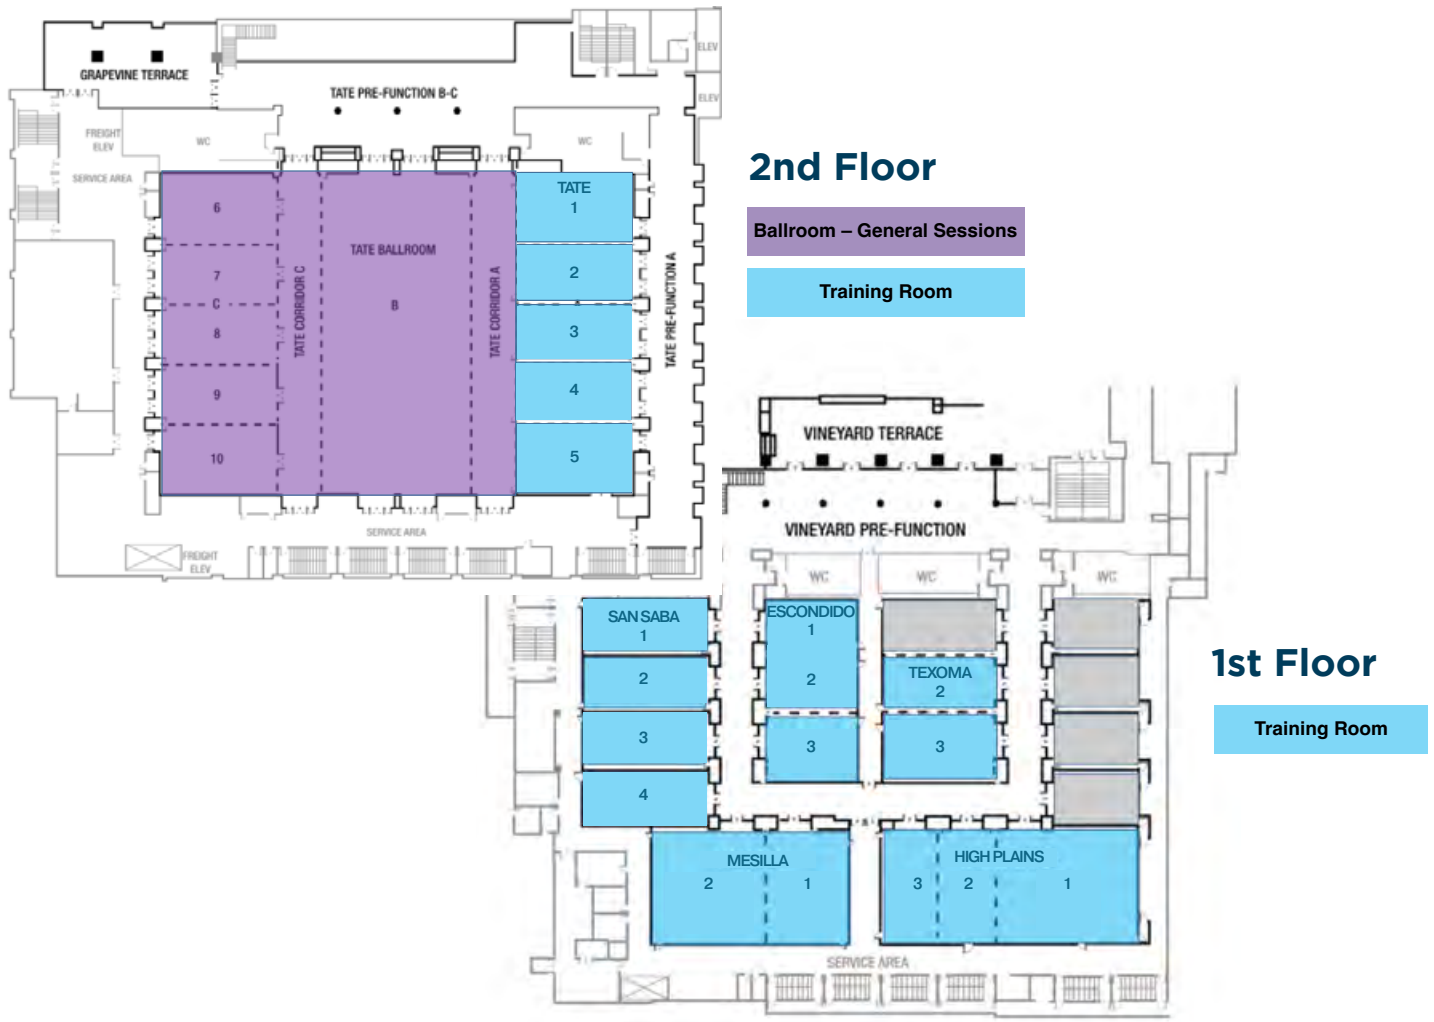 GRAPEVINE TERRACE
TATE PRE-FUNCTION B-C
ELEV
ELEV
FREIGHT
ELEV
WC
WC
SERVICE AREA
TATE
1
2
3
4
5
6
7
C
8
9
10
TATE CORRIDOR C
TATE BALLROOM
B
TATE CORRIDOR A
TATE PRE-FUNCTION A
SERVICE AREA
FREIGHT
ELEV
2nd Floor
Ballroom – General Sessions
Training Room
VINEYARD TERRACE
VINEYARD PRE-FUNCTION
WC
WC
WC
SAN SABA
1
2
3
4
ESCONDIDO
1
2
3
TEXOMA
2
3
MESILLA
2
1
HIGH PLAINS
3
2
1
SERVICE AREA
1st Floor
Training Room